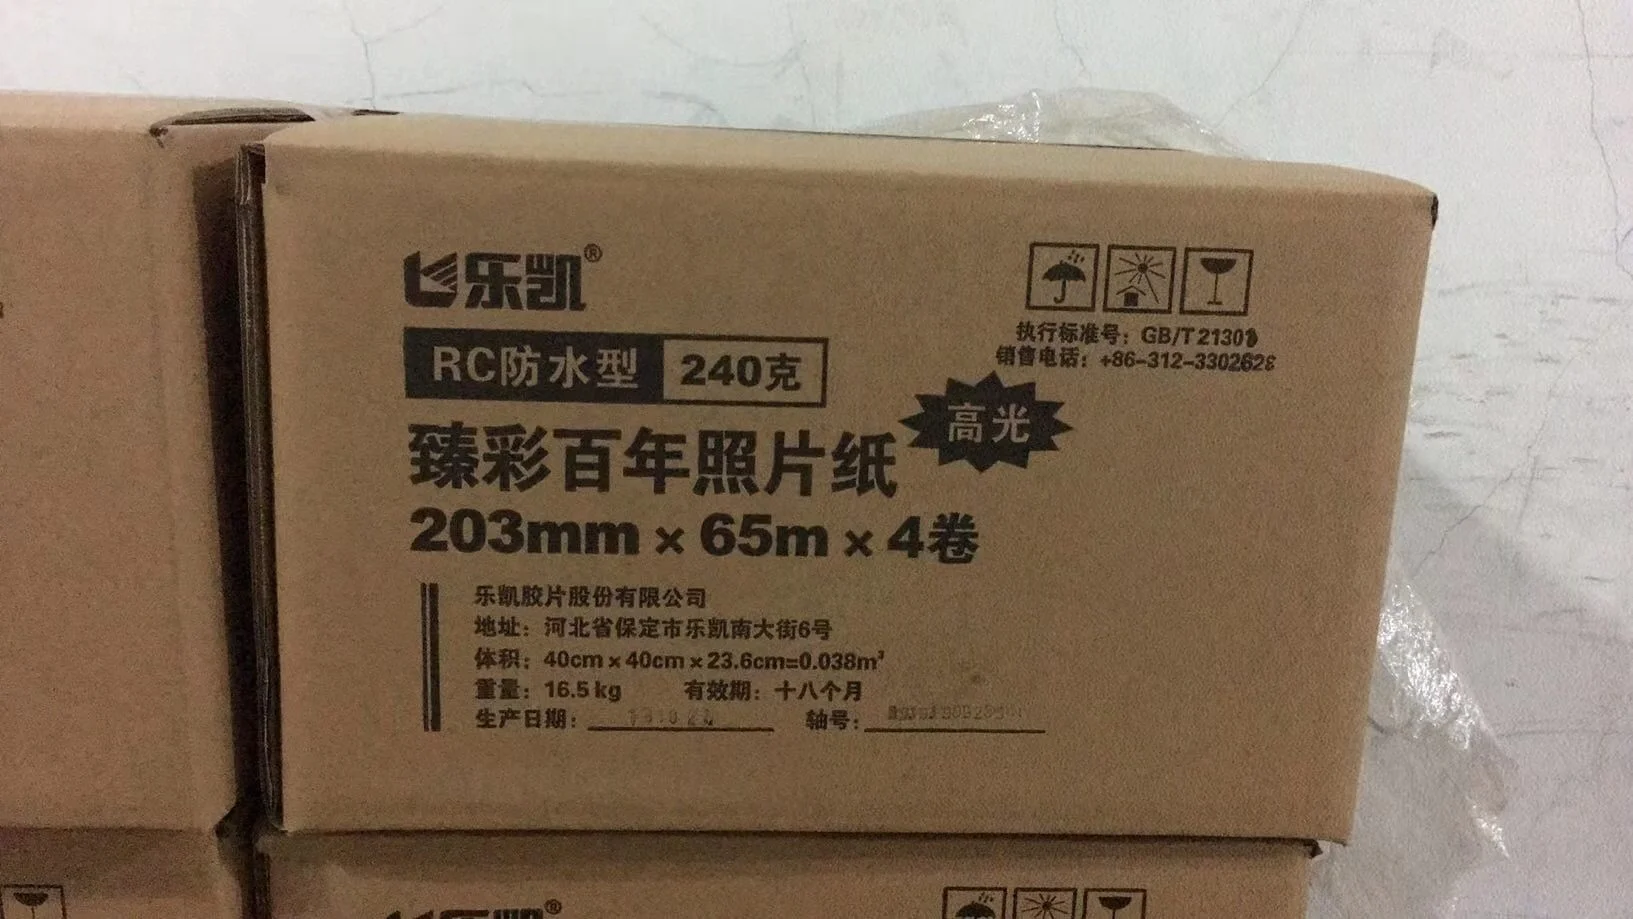 乐凯®
执行标准号：GB/T 21301
销售电话：+86-312-3302628
RC防水型 240克
高光
臻彩百年照片纸
203mm×65m×4卷
乐凯胶片股份有限公司
地址：河北省保定市乐凯南大街6号
体积：40cm×40cm×23.6cm=0.038m³
重量：16.5kg 有效期：十八个月
生产日期： 轴号：
乐凯®